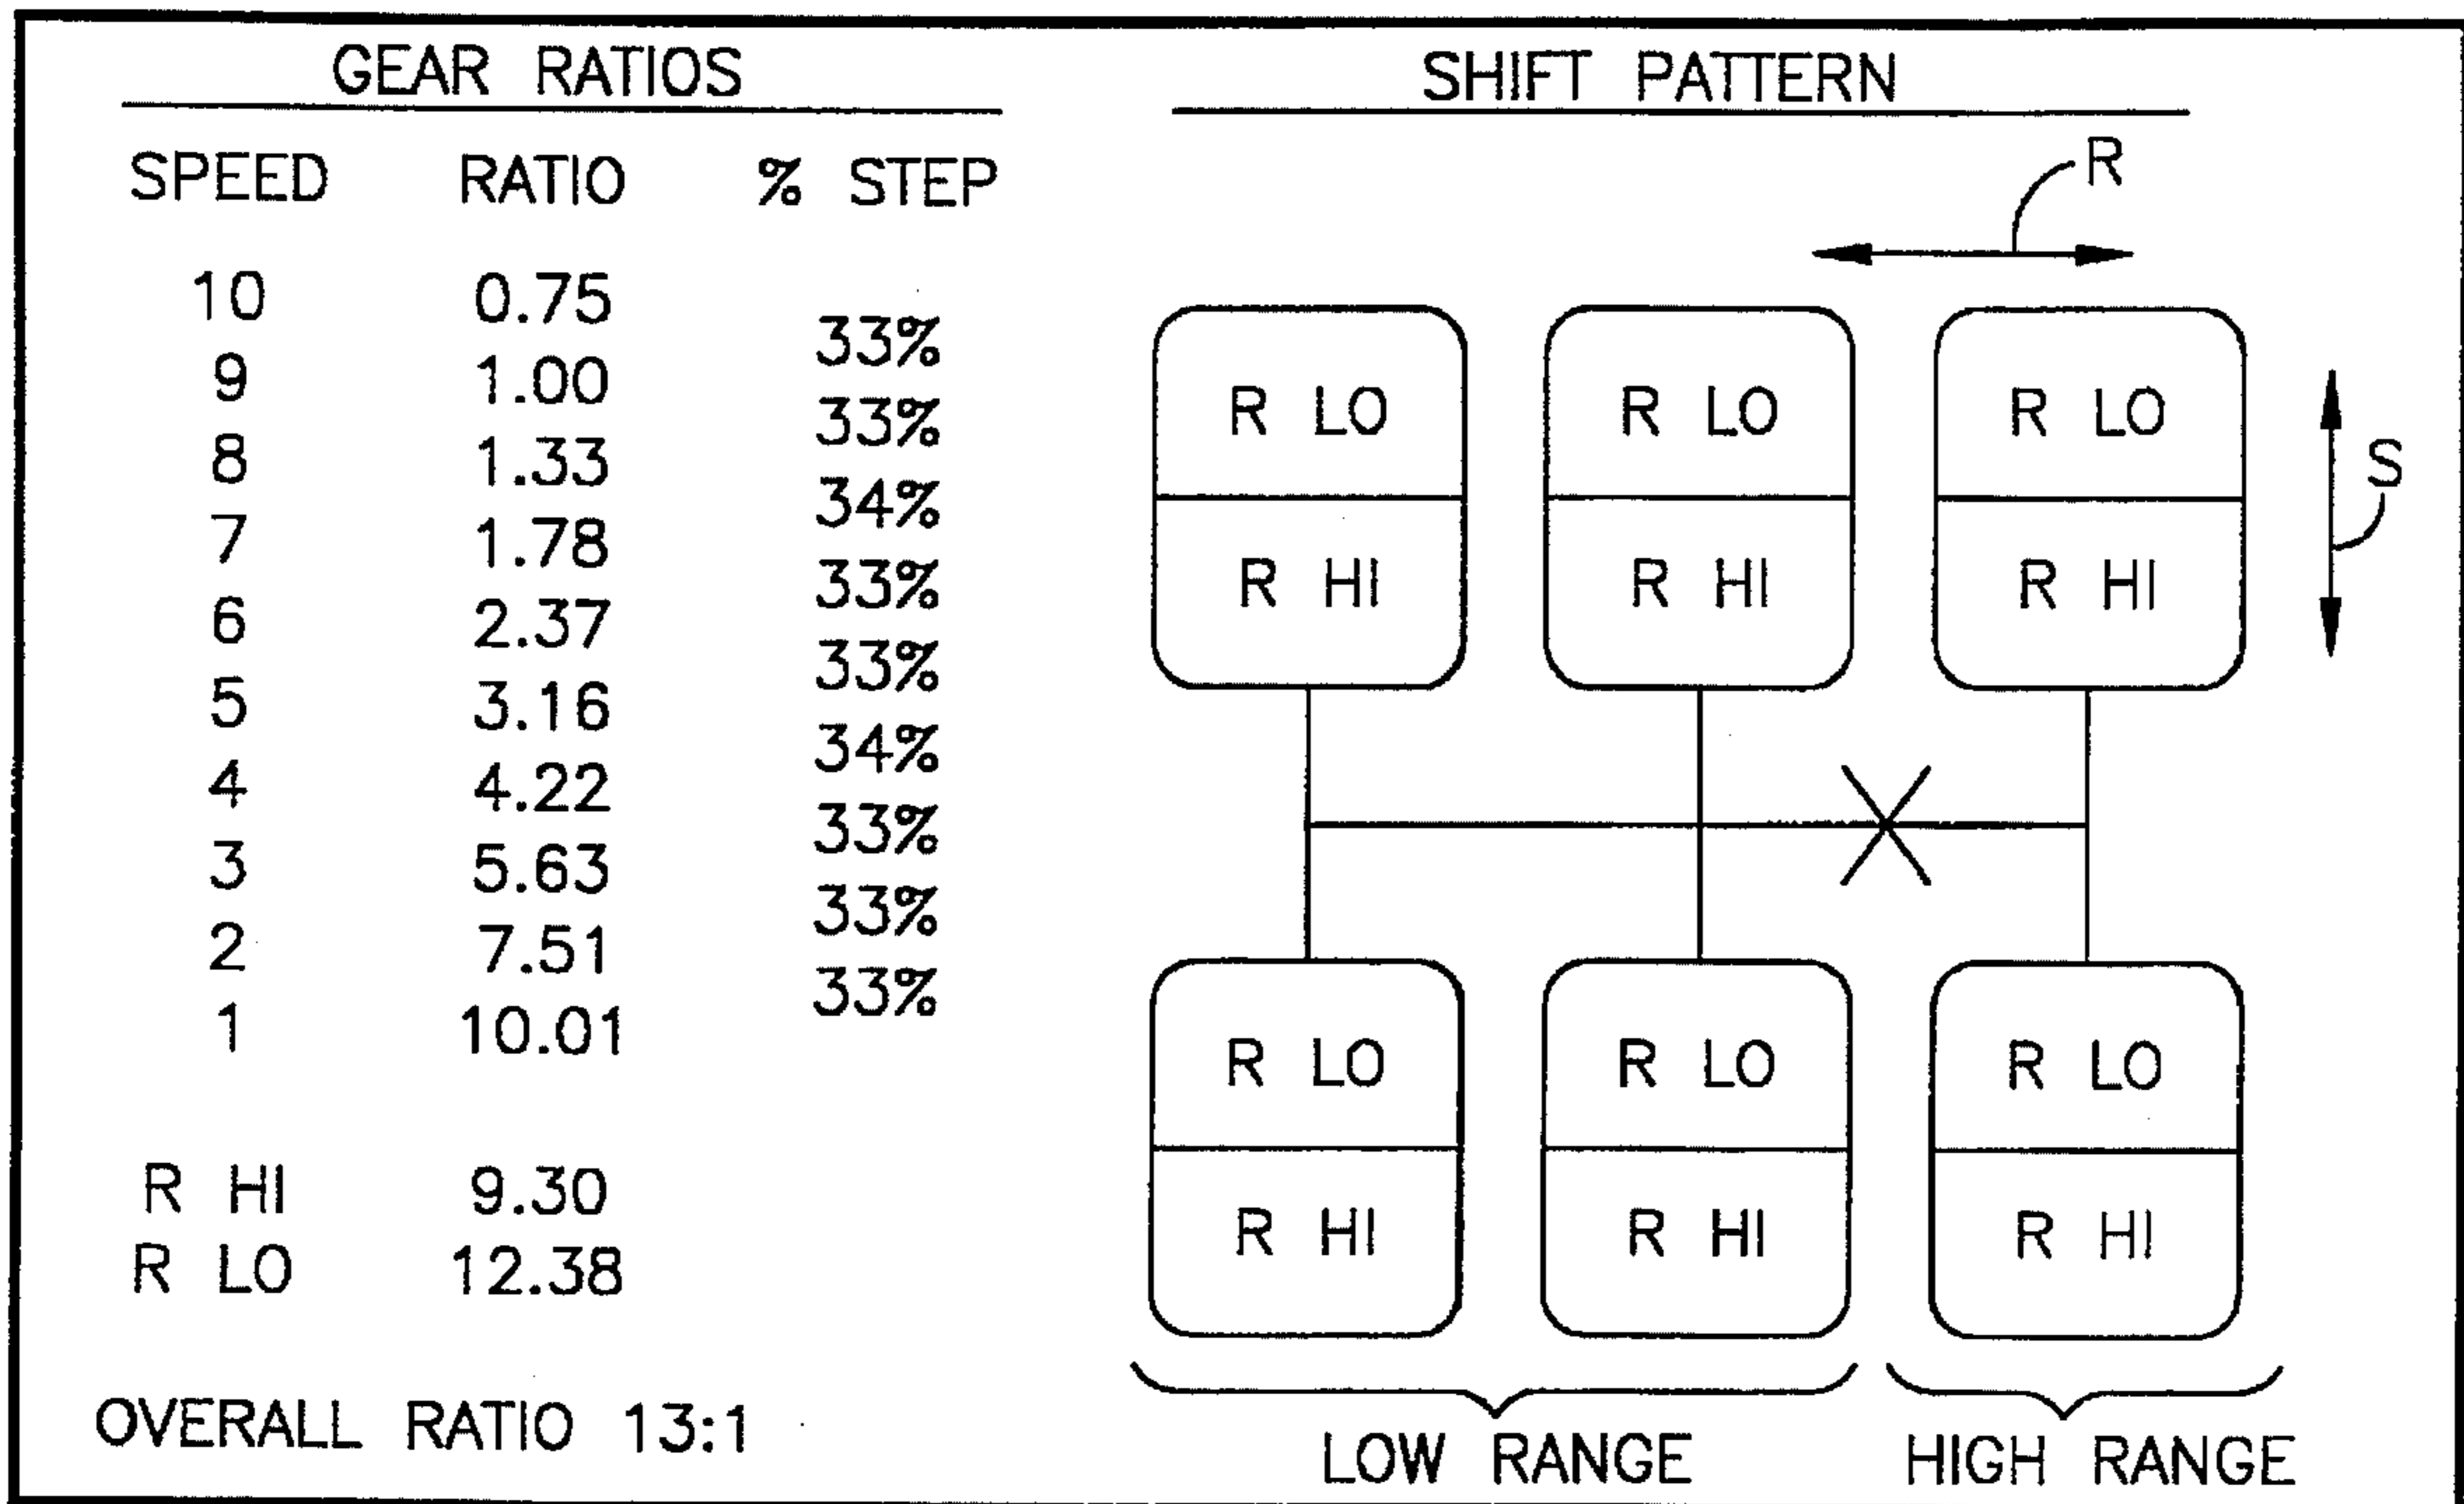 GEAR RATIOS
SPEED RATIO % STEP
10 0.75
33%
9 1.00
33%
8 1.33
34%
7 1.78
33%
6 2.37
33%
5 3.16
34%
4 4.22
33%
3 5.63
33%
2 7.51
33%
1 10.01
R HI 9.30
R LO 12.38
OVERALL RATIO 13:1
SHIFT PATTERN
R
R LO R LO R LO
S
R HI R HI R HI
R LO R LO R LO
R HI R HI R HI
LOW RANGE HIGH RANGE